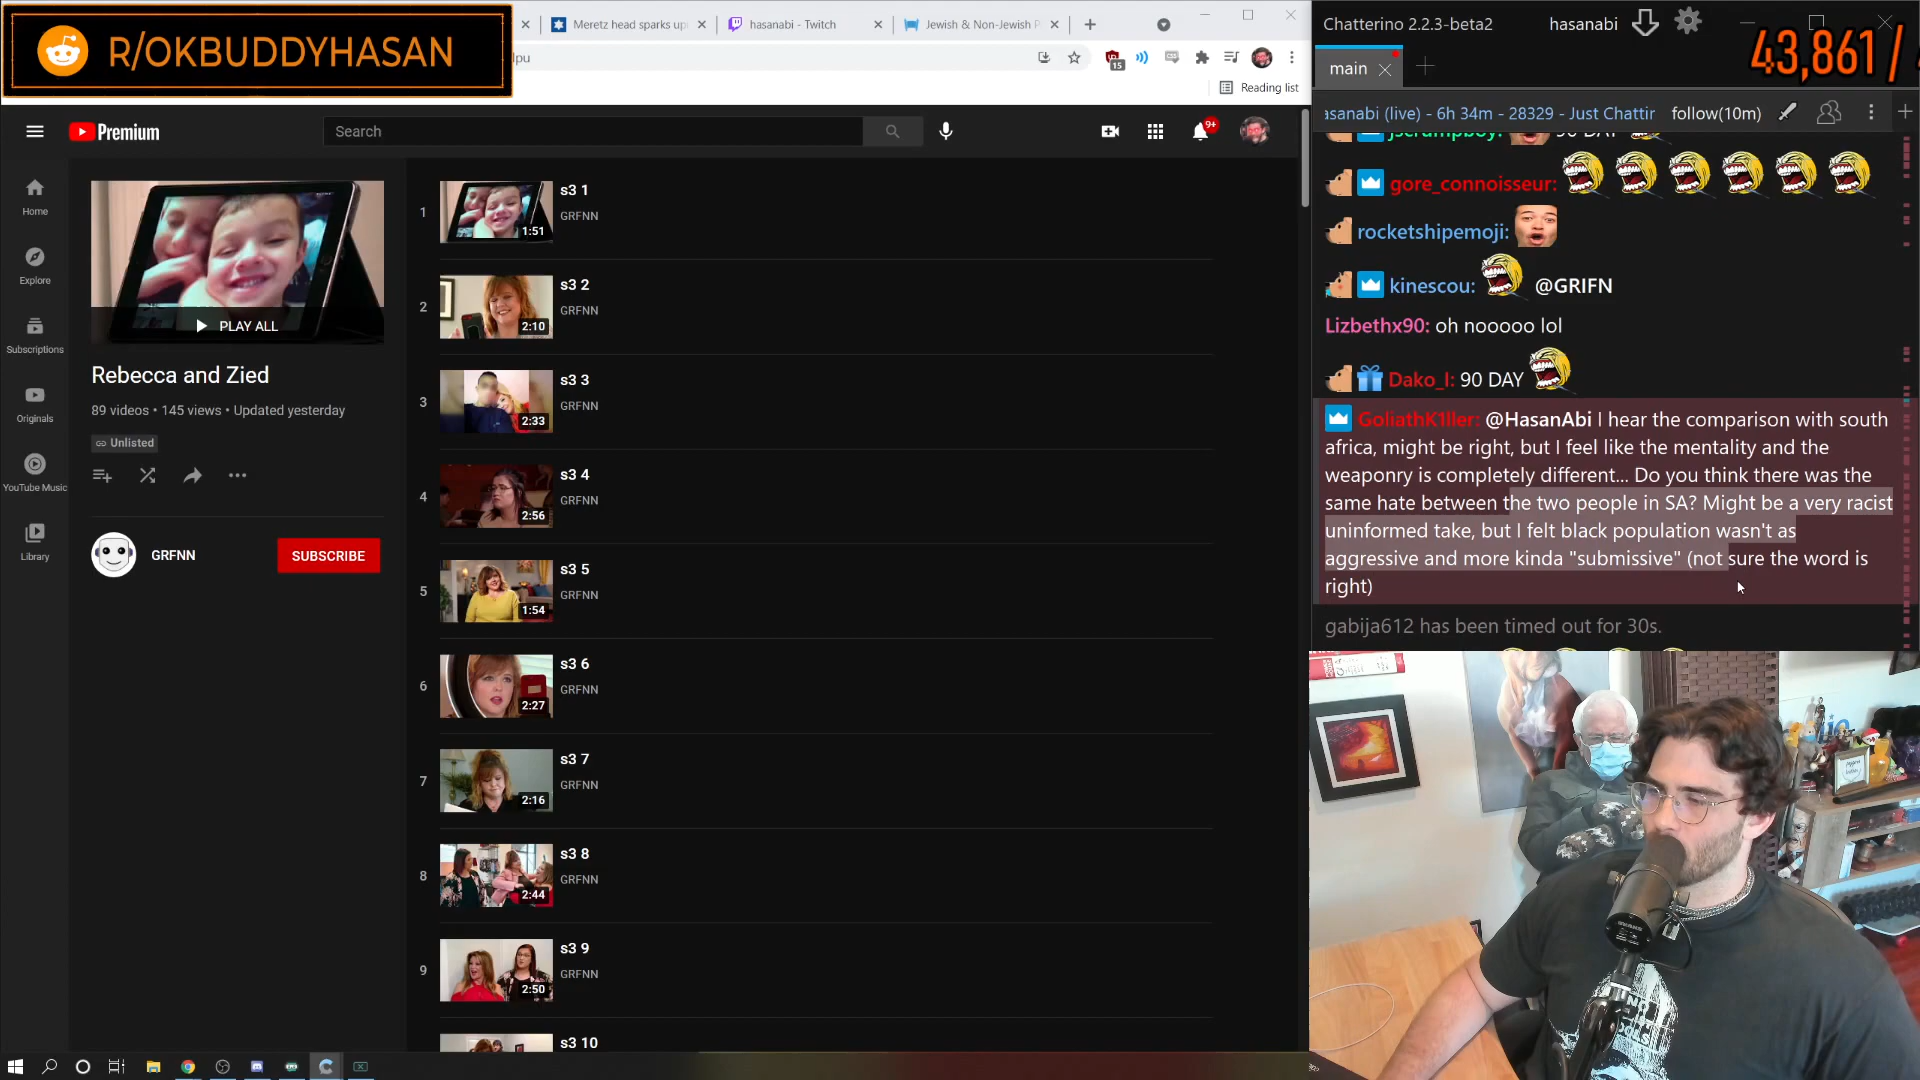 R/OKBUDDYHASAN
Meretz head sparks up
hasanabi - Twitch
Jewish & Non-Jewish P
lpu
15
Reading list
Premium
Search
9+
Home
Explore
Subscriptions
Originals
YouTube Music
Library
PLAY ALL
Rebecca and Zied
89 videos • 145 views • Updated yesterday
Unlisted
GRFNN
SUBSCRIBE
1
1:51
s3 1
GRFNN
2
2:10
s3 2
GRFNN
3
2:33
s3 3
GRFNN
4
2:56
s3 4
GRFNN
5
1:54
s3 5
GRFNN
6
2:27
s3 6
GRFNN
7
2:16
s3 7
GRFNN
8
2:44
s3 8
GRFNN
9
2:50
s3 9
GRFNN
s3 10
Chatterino 2.2.3-beta2
hasanabi
43,861 /
main
asanabi (live) - 6h 34m - 28329 - Just Chattir
follow(10m)
jscrumpboy: 90 DAY
gore_connoisseur:
rocketshipemoji:
kinescou: @GRIFN
Lizbethx90: oh nooooo lol
Dako_I: 90 DAY
GoliathK1ller: @HasanAbi I hear the comparison with south
africa, might be right, but I feel like the mentality and the
weaponry is completely different... Do you think there was the
same hate between the two people in SA? Might be a very racist
uninformed take, but I felt black population wasn't as
aggressive and more kinda "submissive" (not sure the word is
right)
gabija612 has been timed out for 30s.